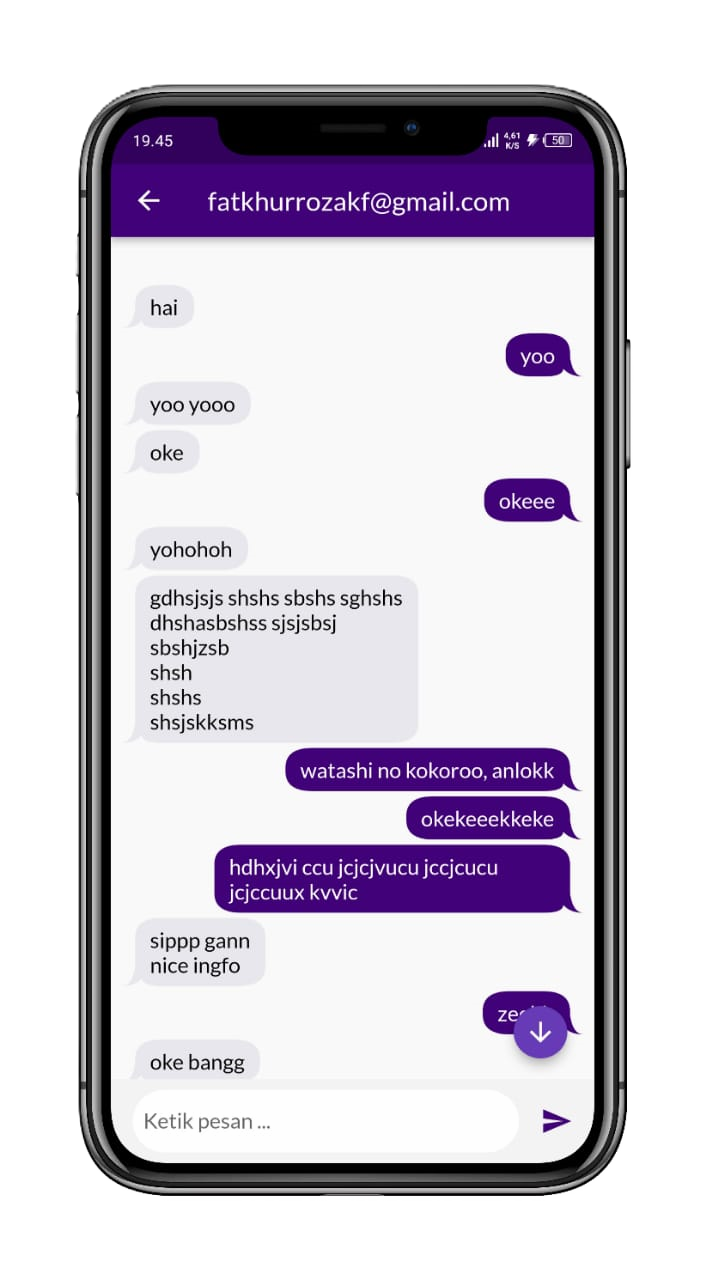 19.45
4,61
K/S
50
fatkhurrozakf@gmail.com
hai
yoo
yoo yooo
oke
okeee
yohohoh
gdhsjsjs shshs sbshs sghshs
dhshasbshss sjsjsbsj
sbshjzsb
shsh
shshs
shsjskksms
watashi no kokoroo, anlokk
okekeeekkeke
hdhxjvi ccu jcjcjvucu jccjcucu
jcjccuux kvvic
sippp gann
nice ingfo
oke bangg
Ketik pesan ...